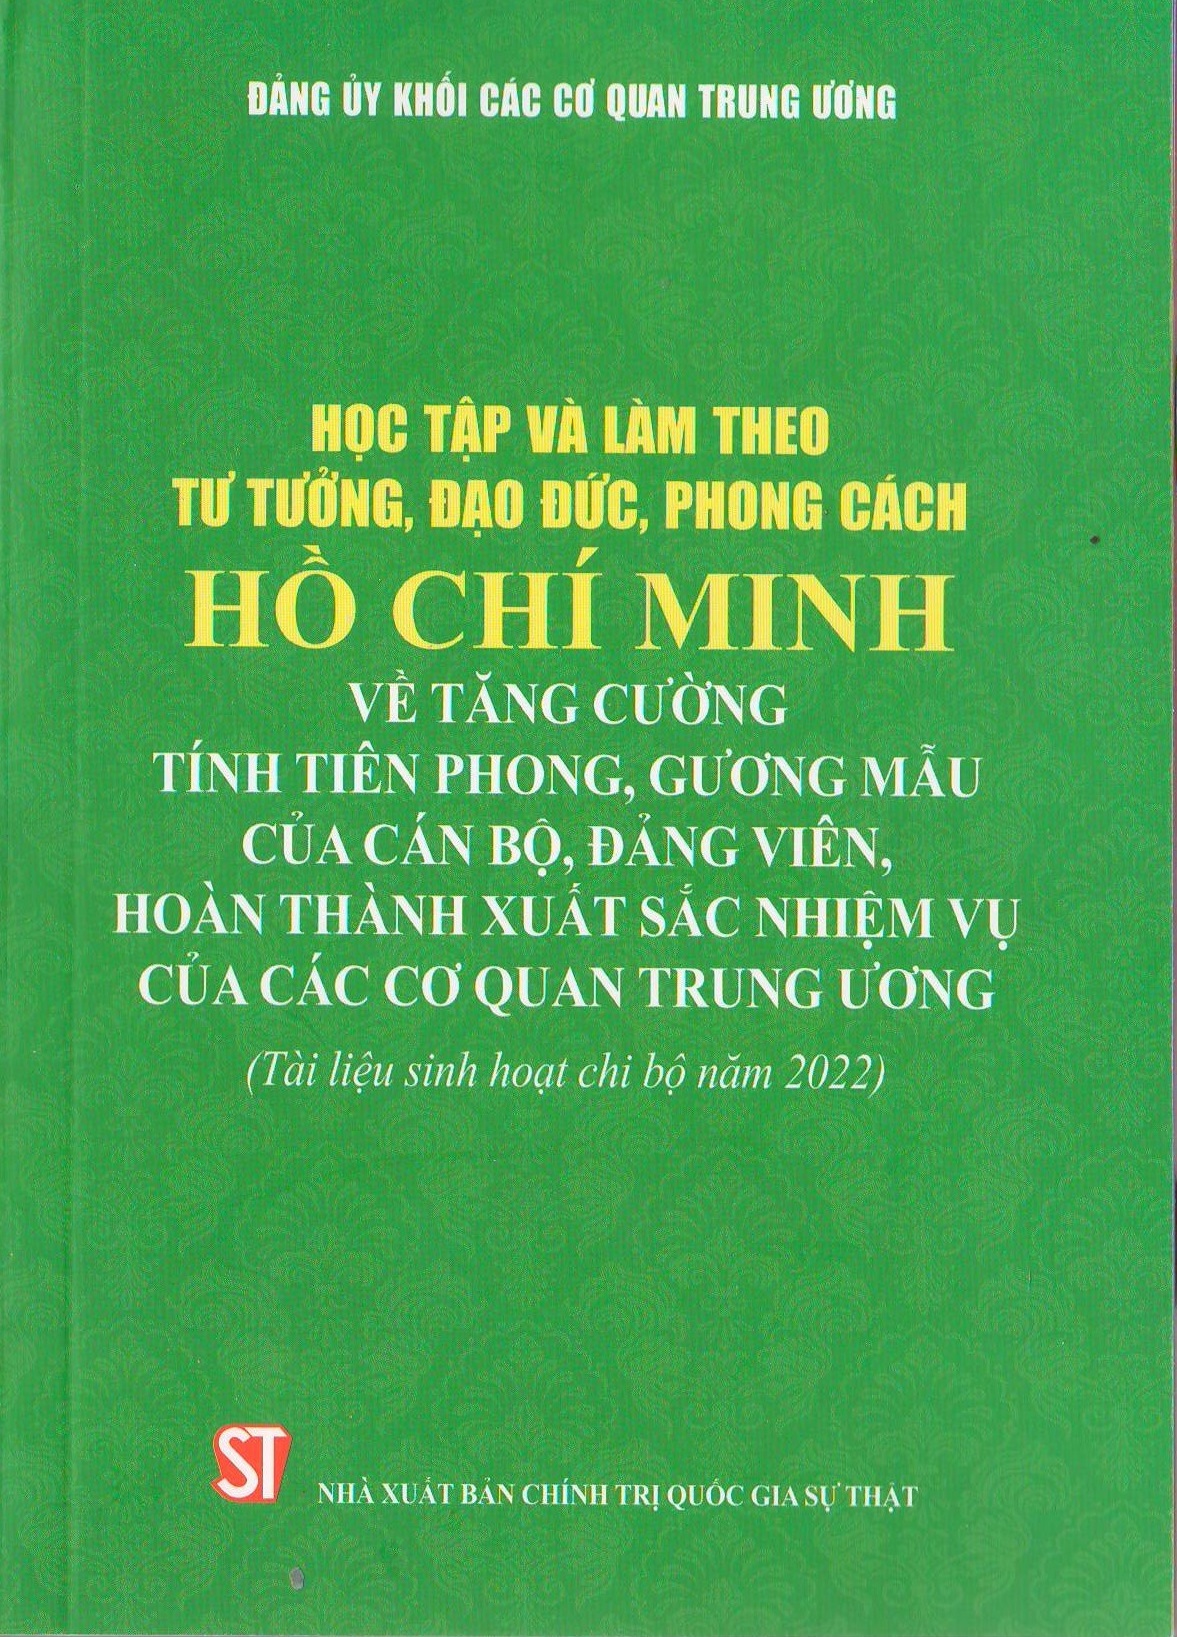 ĐẢNG ỦY KHỐI CÁC CƠ QUAN TRUNG ƯƠNG
HỌC TẬP VÀ LÀM THEO
TƯ TƯỞNG, ĐẠO ĐỨC, PHONG CÁCH
HỒ CHÍ MINH
VỀ TĂNG CƯỜNG
TÍNH TIÊN PHONG, GƯƠNG MẪU
CỦA CÁN BỘ, ĐẢNG VIÊN,
HOÀN THÀNH XUẤT SẮC NHIỆM VỤ
CỦA CÁC CƠ QUAN TRUNG ƯƠNG
(Tài liệu sinh hoạt chi bộ năm 2022)
ST
NHÀ XUẤT BẢN CHÍNH TRỊ QUỐC GIA SỰ THẬT